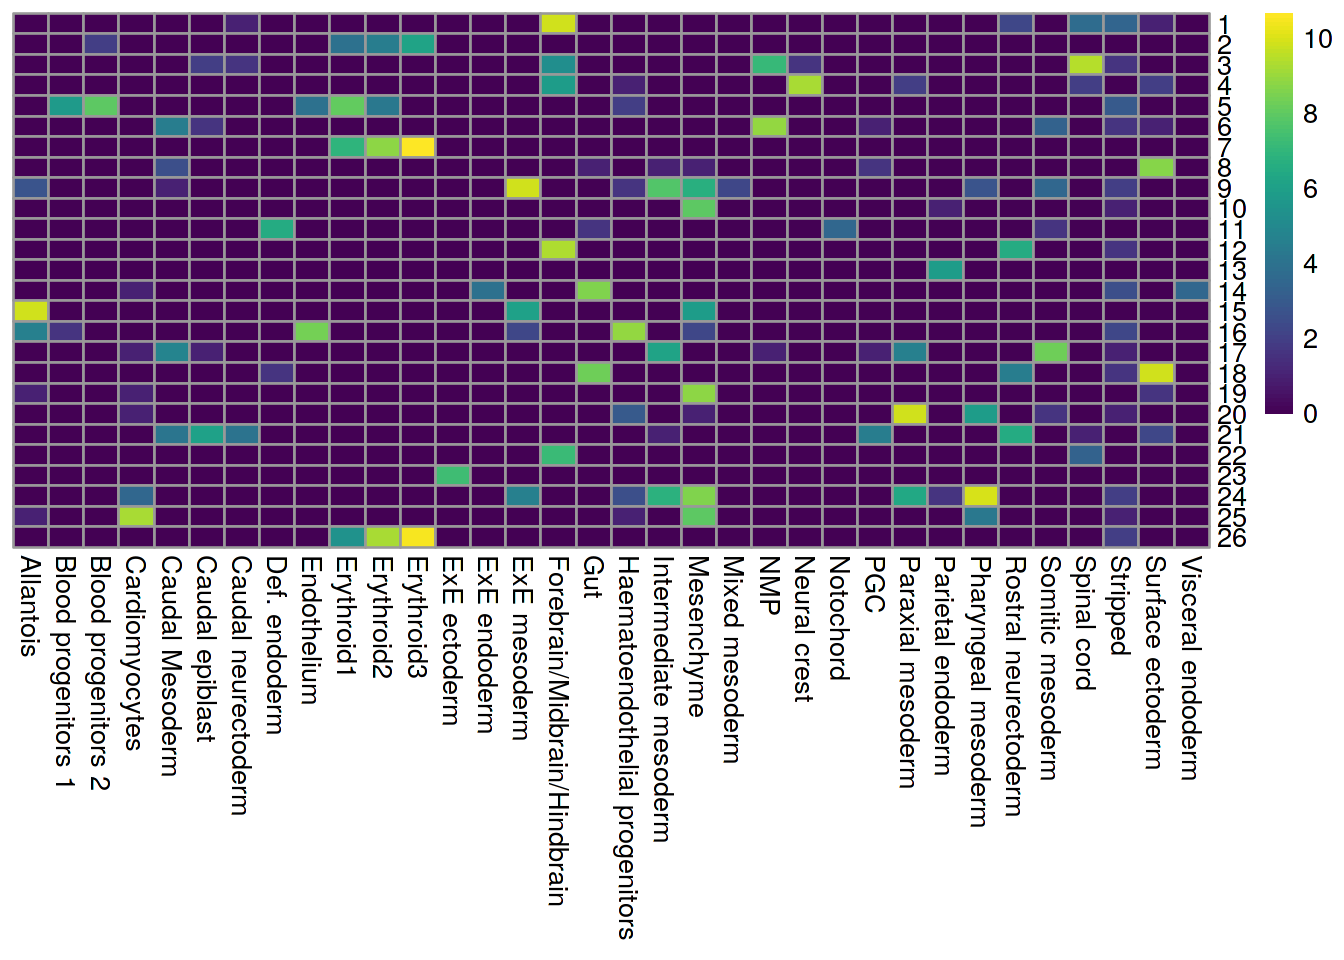 1
2
3
4
5
6
7
8
9
10
11
12
13
14
15
16
17
18
19
20
21
22
23
24
25
26
10
8
6
4
2
0
Allantois
Blood progenitors 1
Blood progenitors 2
Cardiomyocytes
Caudal Mesoderm
Caudal epiblast
Caudal neurectoderm
Def. endoderm
Endothelium
Erythroid1
Erythroid2
Erythroid3
ExE ectoderm
ExE endoderm
ExE mesoderm
Forebrain/Midbrain/Hindbrain
Gut
Haematoendothelial progenitors
Intermediate mesoderm
Mesenchyme
Mixed mesoderm
NMP
Neural crest
Notochord
PGC
Paraxial mesoderm
Parietal endoderm
Pharyngeal mesoderm
Rostral neurectoderm
Somitic mesoderm
Spinal cord
Stripped
Surface ectoderm
Visceral endoderm